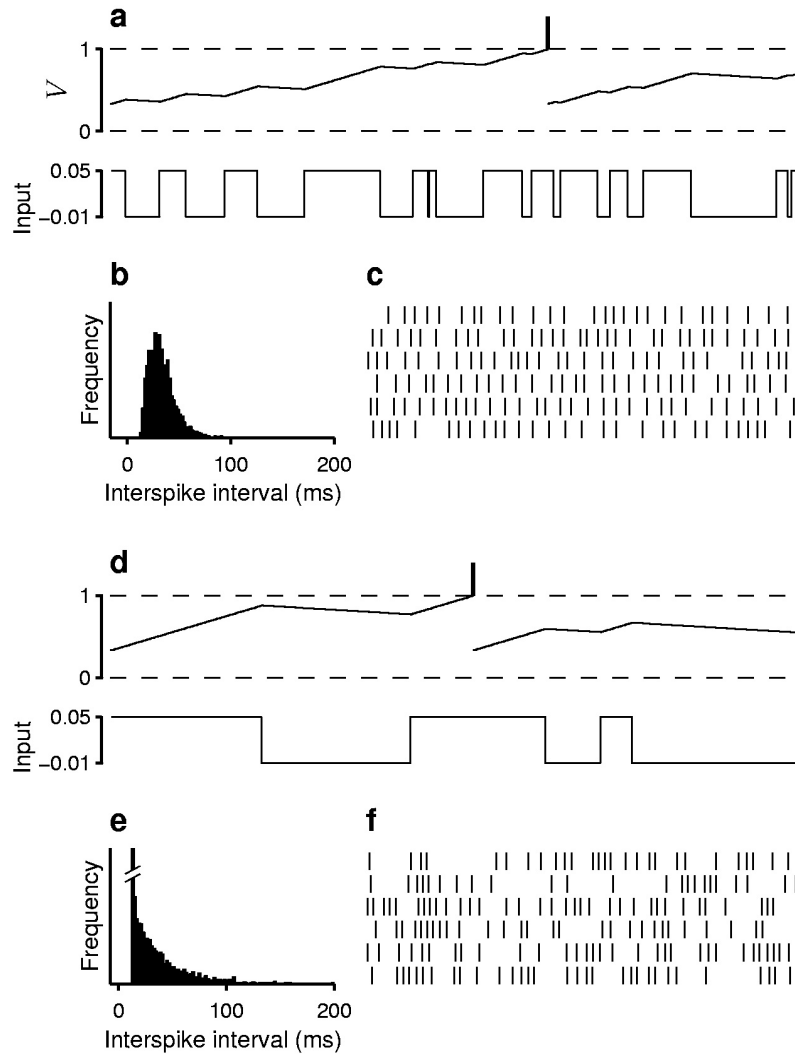 a
1
V
0
0.05
Input
−0.01
b
c
Frequency
0 100 200
Interspike interval (ms)
d
1
0
0.05
Input
−0.01
e
f
Frequency
0 100 200
Interspike interval (ms)